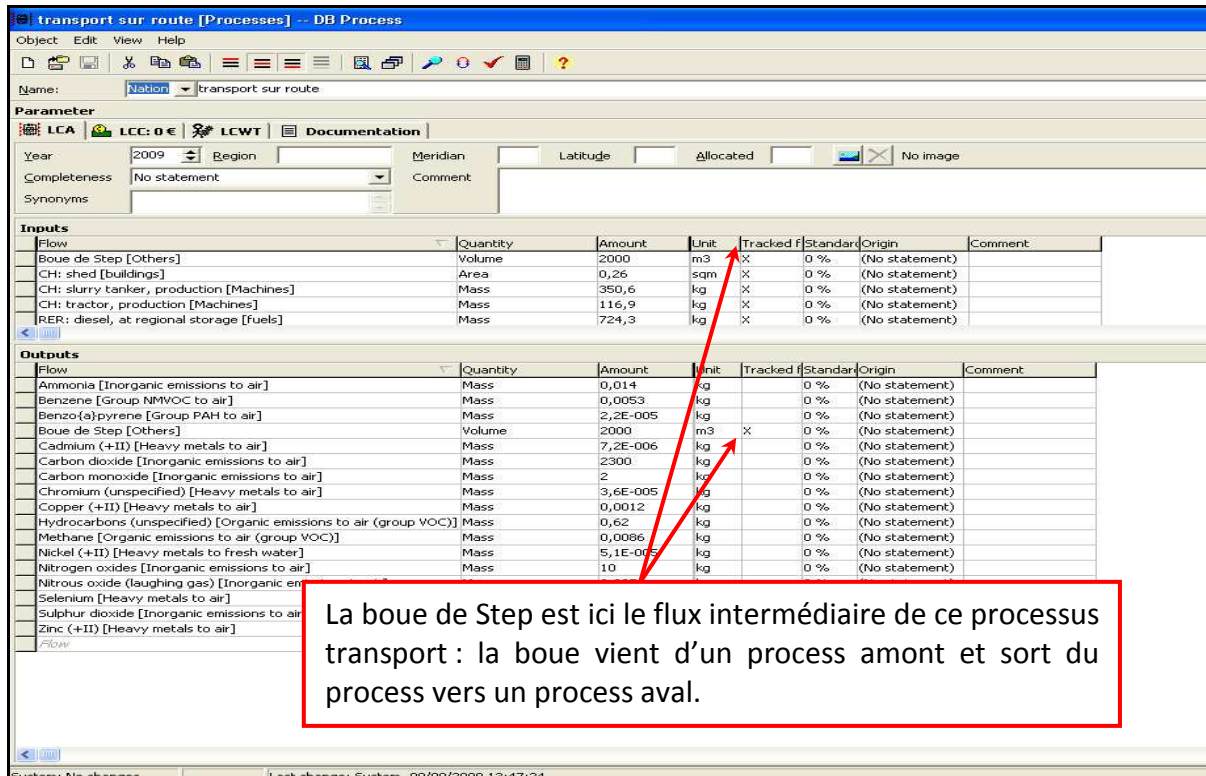 transport sur route [Processes] -- DB Process
Object Edit View Help
Name: Nation transport sur route
Parameter
LCA LCC: 0 € LCWT Documentation
Year 2009 Region Meridian Latitude Allocated No image
Completeness No statement Comment
Synonyms
Inputs
Flow Quantity Amount Unit Tracked f Standard Origin Comment
Boue de Step [Others] Volume 2000 m3 X 0 % (No statement)
CH: shed [buildings] Area 0,26 sqm X 0 % (No statement)
CH: slurry tanker, production [Machines] Mass 350,6 kg X 0 % (No statement)
CH: tractor, production [Machines] Mass 116,9 kg X 0 % (No statement)
RER: diesel, at regional storage [fuels] Mass 724,3 kg X 0 % (No statement)
Outputs
Flow Quantity Amount Unit Tracked f Standar Origin Comment
Ammonia [Inorganic emissions to air] Mass 0,014 kg 0 % (No statement)
Benzene [Group NMVOC to air] Mass 0,0053 kg 0 % (No statement)
Benzo{a}pyrene [Group PAH to air] Mass 2,2E-005 kg 0 % (No statement)
Boue de Step [Others] Volume 2000 m3 X 0 % (No statement)
Cadmium (+II) [Heavy metals to air] Mass 7,2E-006 kg 0 % (No statement)
Carbon dioxide [Inorganic emissions to air] Mass 2300 kg 0 % (No statement)
Carbon monoxide [Inorganic emissions to air] Mass 2 kg 0 % (No statement)
Chromium (unspecified) [Heavy metals to air] Mass 3,6E-005 kg 0 % (No statement)
Copper (+II) [Heavy metals to air] Mass 0,0012 kg 0 % (No statement)
Hydrocarbons (unspecified) [Organic emissions to air (group VOC)] Mass 0,62 kg 0 % (No statement)
Methane [Organic emissions to air (group VOC)] Mass 0,0086 kg 0 % (No statement)
Nickel (+II) [Heavy metals to fresh water] Mass 5,1E-005 kg 0 % (No statement)
Nitrogen oxides [Inorganic emissions to air] Mass 10 kg 0 % (No statement)
Nitrous oxide (laughing gas) [Inorganic
Selenium [Heavy metals to air]
Sulphur dioxide [Inorganic emissions to air
Zinc (+II) [Heavy metals to air]
Flow
La boue de Step est ici le flux intermédiaire de ce processus
transport : la boue vient d'un process amont et sort du
process vers un process aval.